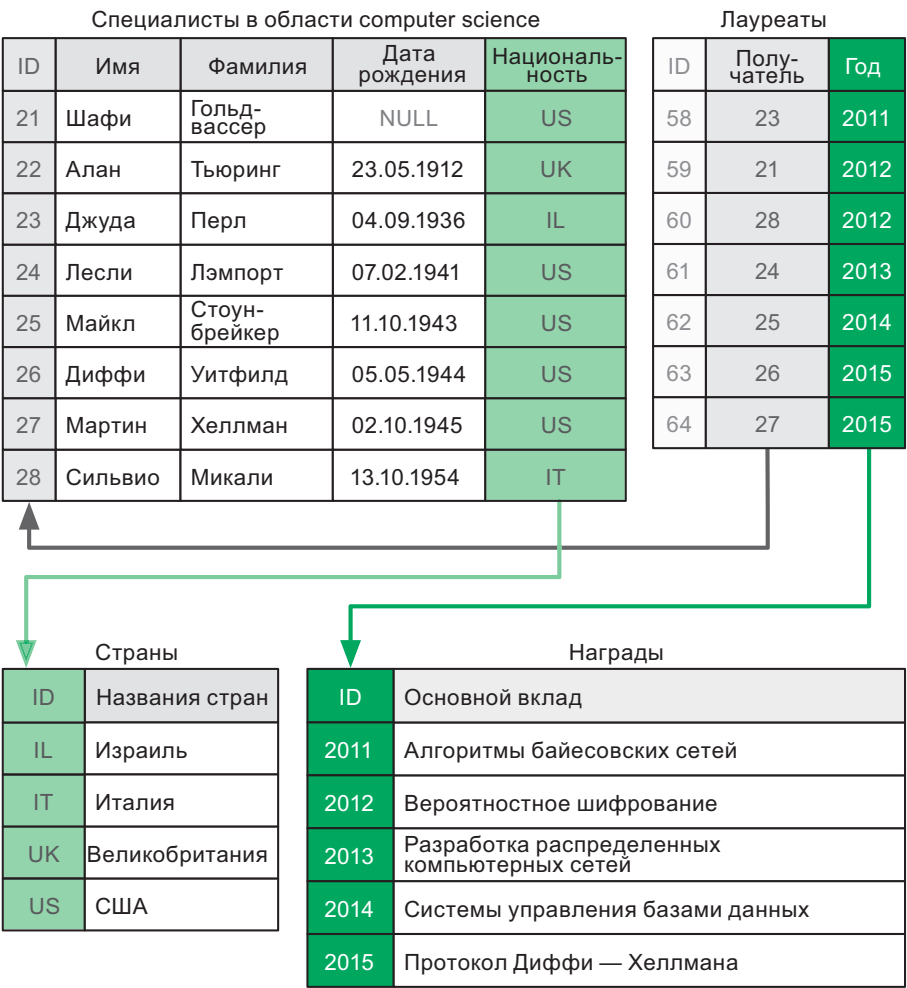 Специалисты в области computer science
ID Имя Фамилия Дата рождения Националь-
ность
21 Шафи Гольд-
вассер NULL US
22 Алан Тьюринг 23.05.1912 UK
23 Джуда Перл 04.09.1936 IL
24 Лесли Лэмпорт 07.02.1941 US
25 Майкл Стоун-
брейкер 11.10.1943 US
26 Диффи Уитфилд 05.05.1944 US
27 Мартин Хеллман 02.10.1945 US
28 Сильвио Микали 13.10.1954 IT
Лауреаты
ID Полу-
чатель Год
58 23 2011
59 21 2012
60 28 2012
61 24 2013
62 25 2014
63 26 2015
64 27 2015
Страны
ID Названия стран
IL Израиль
IT Италия
UK Великобритания
US США
Награды
ID Основной вклад
2011 Алгоритмы байесовских сетей
2012 Вероятностное шифрование
2013 Разработка распределенных
компьютерных сетей
2014 Системы управления базами данных
2015 Протокол Диффи — Хеллмана